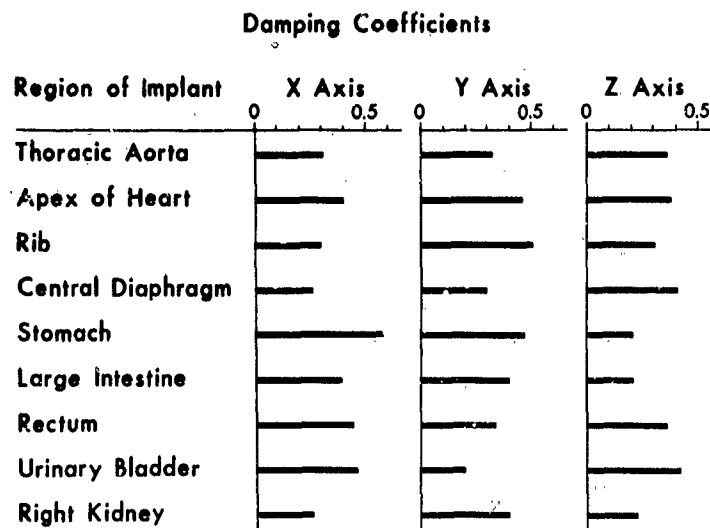 Damping Coefficients
Region of Implant X Axis Y Axis Z Axis
0 0.5 0 0.5 0 0.5
Thoracic Aorta
Apex of Heart
Rib
Central Diaphragm
Stomach
Large Intestine
Rectum
Urinary Bladder
Right Kidney